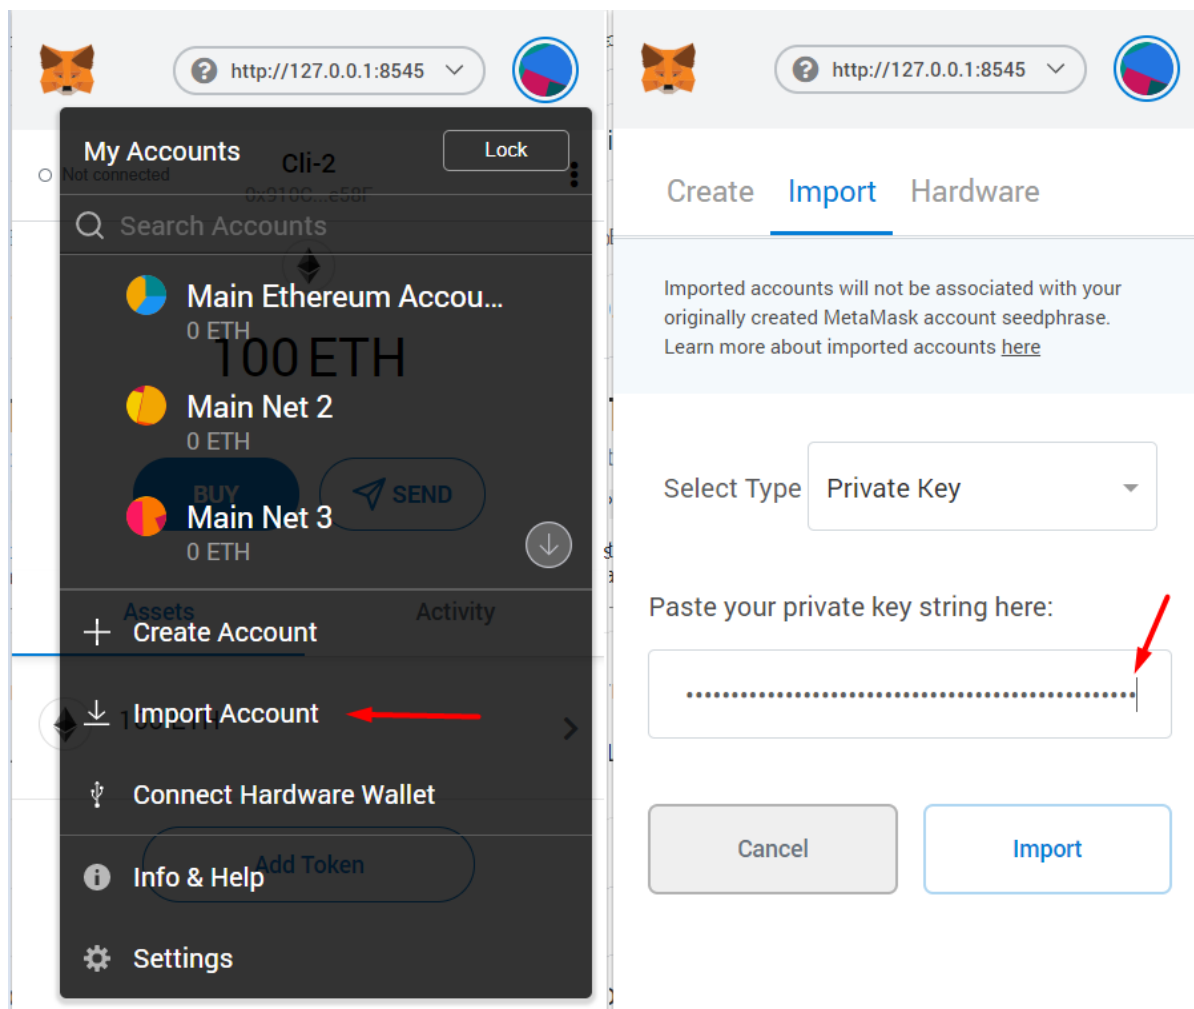 http://127.0.0.1:8545
My Accounts
Lock
Cli-2
Not connected
Search Accounts
Main Ethereum Accou...
0 ETH
100 ETH
Main Net 2
0 ETH
BUY
SEND
Main Net 3
0 ETH
Assets
Activity
Create Account
Import Account
Connect Hardware Wallet
Add Token
Info & Help
Settings
http://127.0.0.1:8545
Create Import Hardware
Imported accounts will not be associated with your
originally created MetaMask account seedphrase.
Learn more about imported accounts here
Select Type
Private Key
Paste your private key string here:
Cancel
Import